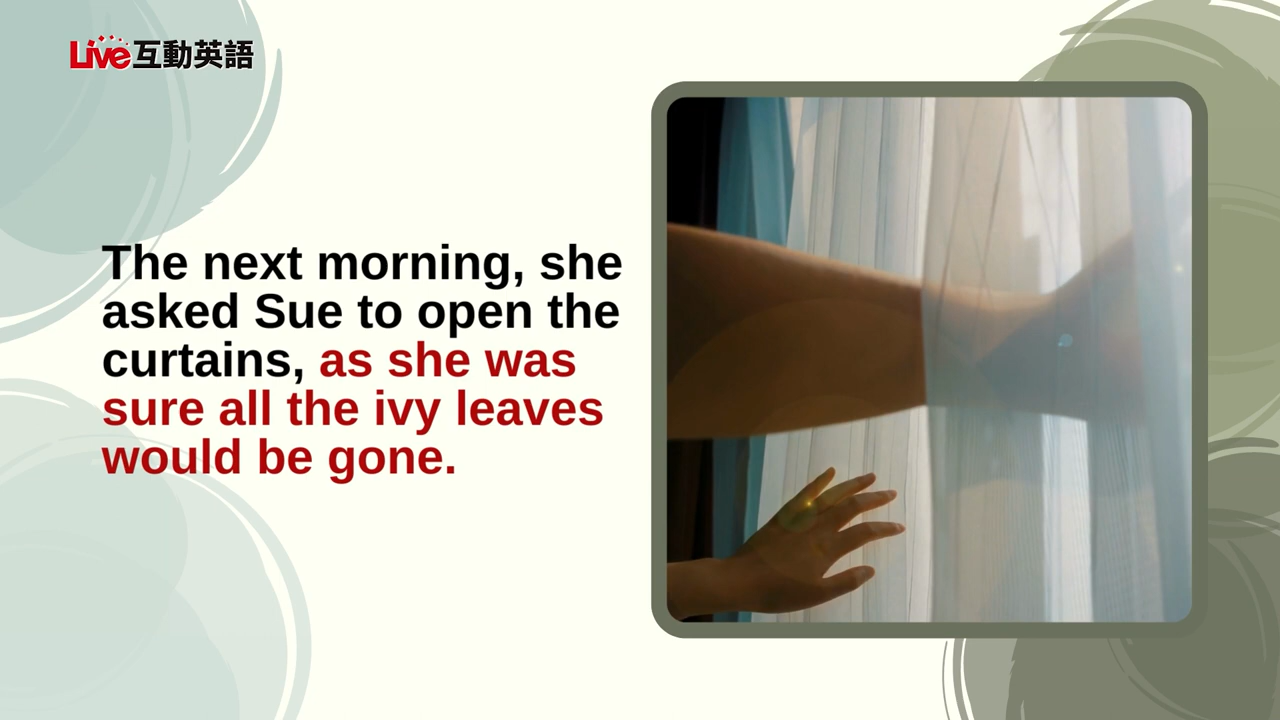 Live互動英語
The next morning, she
asked Sue to open the
curtains, as she was
sure all the ivy leaves
would be gone.